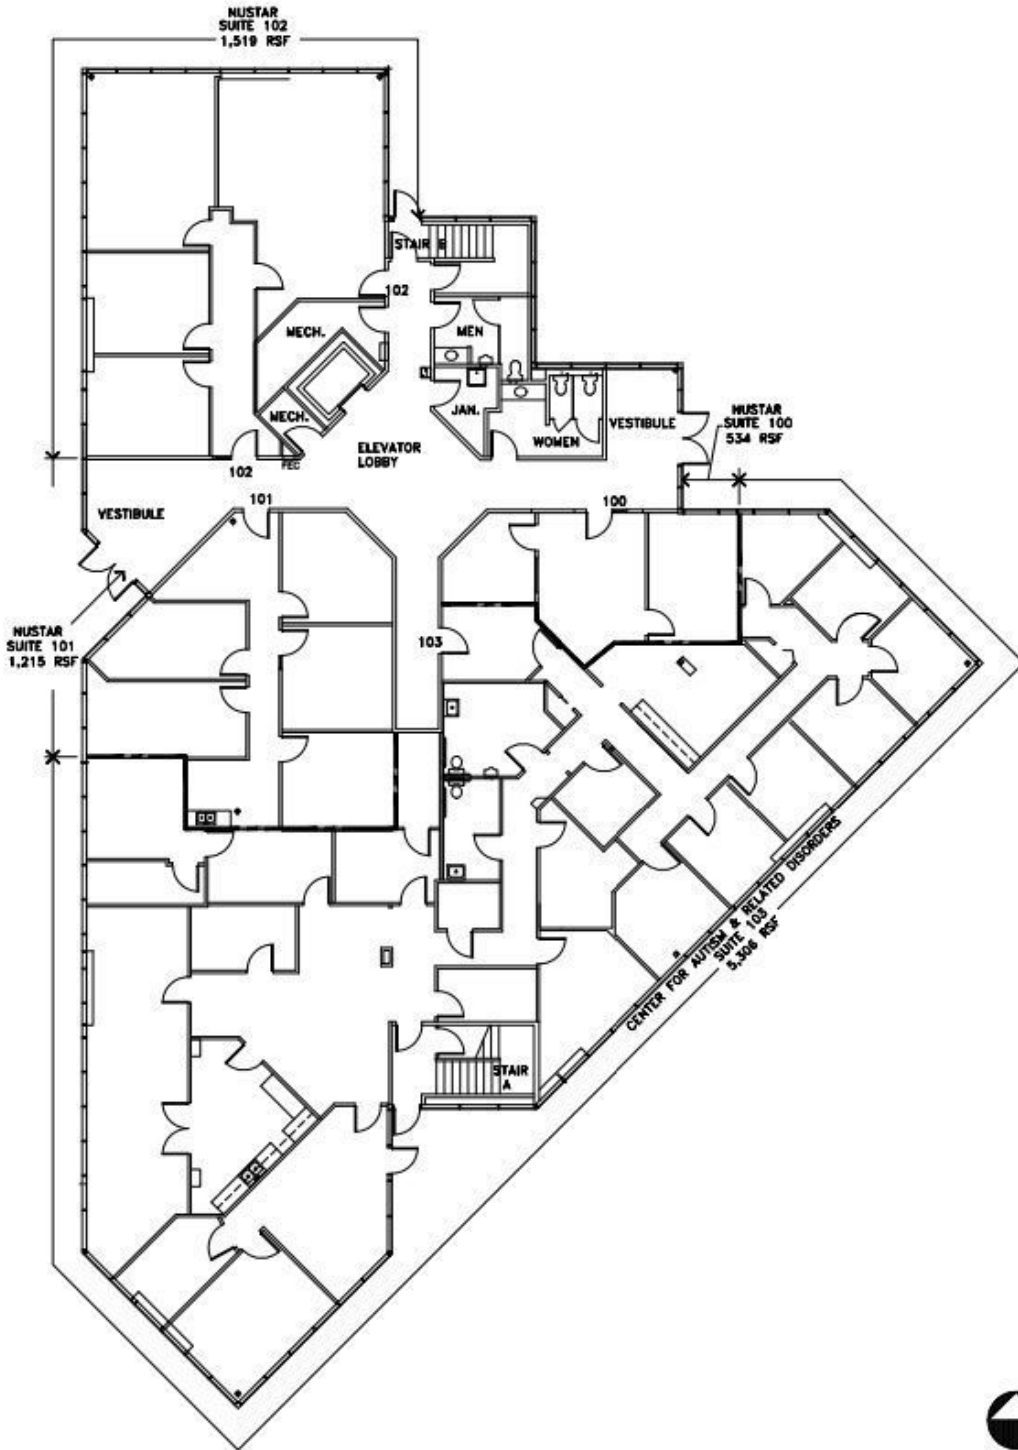 NUSTAR
SUITE 102
1,519 RSF
STAIR B
102
MEN
MECH.
MECH.
JAN.
WOMEN
VESTIBULE
NUSTAR
SUITE 100
534 RSF
ELEVATOR
LOBBY
FEC
102
101
100
VESTIBULE
NUSTAR
SUITE 101
1,215 RSF
103
CENTER FOR AUTISM & RELATED DISORDERS
SUITE 103
5,306 RSF
STAIR
A